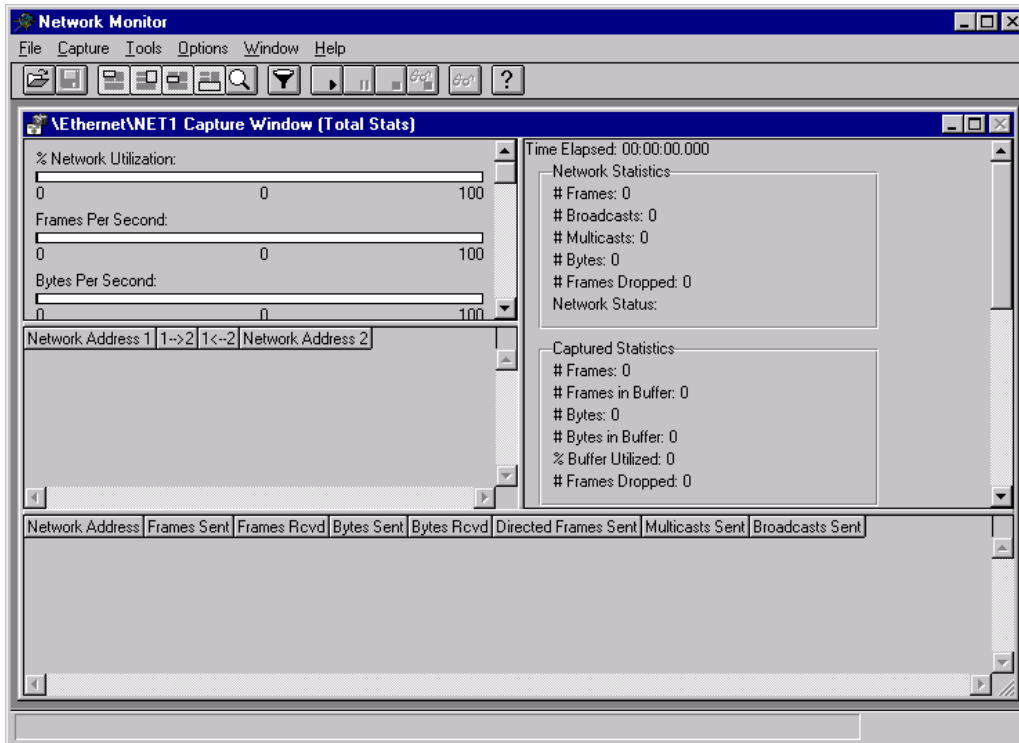 Network Monitor
File Capture Tools Options Window Help
?
\Ethernet\NET1 Capture Window (Total Stats)
% Network Utilization:
0 0 100
Frames Per Second:
0 0 100
Bytes Per Second:
0 0 100
Time Elapsed: 00:00:00.000
Network Statistics
# Frames: 0
# Broadcasts: 0
# Multicasts: 0
# Bytes: 0
# Frames Dropped: 0
Network Status:
Network Address 1 1-->2 1<--2 Network Address 2
Captured Statistics
# Frames: 0
# Frames in Buffer: 0
# Bytes: 0
# Bytes in Buffer: 0
% Buffer Utilized: 0
# Frames Dropped: 0
Network Address Frames Sent Frames Rcvd Bytes Sent Bytes Rcvd Directed Frames Sent Multicasts Sent Broadcasts Sent